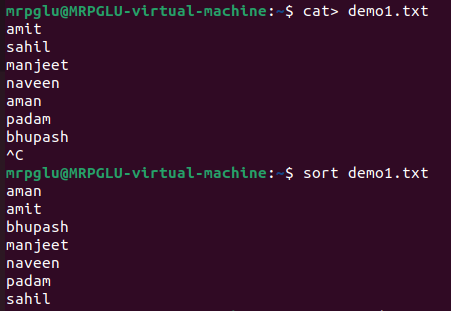 mrpglu@MRPGLU-virtual-machine:~$ cat> demo1.txt
amit
sahil
manjeet
naveen
aman
padam
bhupash
^C
mrpglu@MRPGLU-virtual-machine:~$ sort demo1.txt
aman
amit
bhupash
manjeet
naveen
padam
sahil